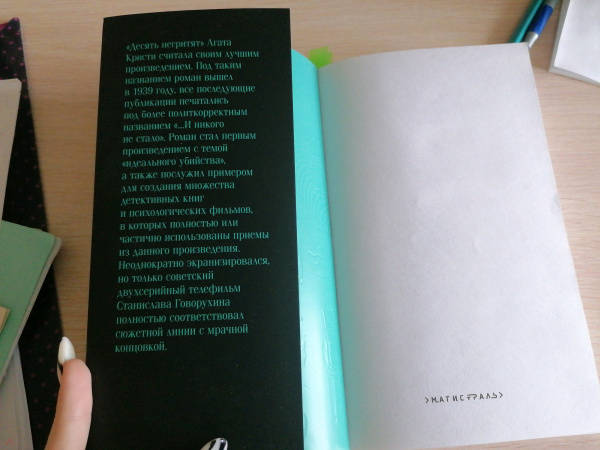 «Десять негритят» Агата
Кристи считала своим лучшим
произведением. Под таким
названием роман вышел
в 1939 году, все последующие
публикации печатались
под более политкорректным
названием «...И никого
не стало». Роман стал первым
произведением с темой
«идеального убийства»,
а также послужил примером
для создания множества
детективных книг
и психологических фильмов,
в которых полностью или
частично использованы приемы
из данного произведения.
Неоднократно экранизировался,
но только советский
двухсерийный телефильм
Станислава Говорухина
полностью соответствовал
сюжетной линии с мрачной
концовкой.
›МАГИСТРАЛЬ›